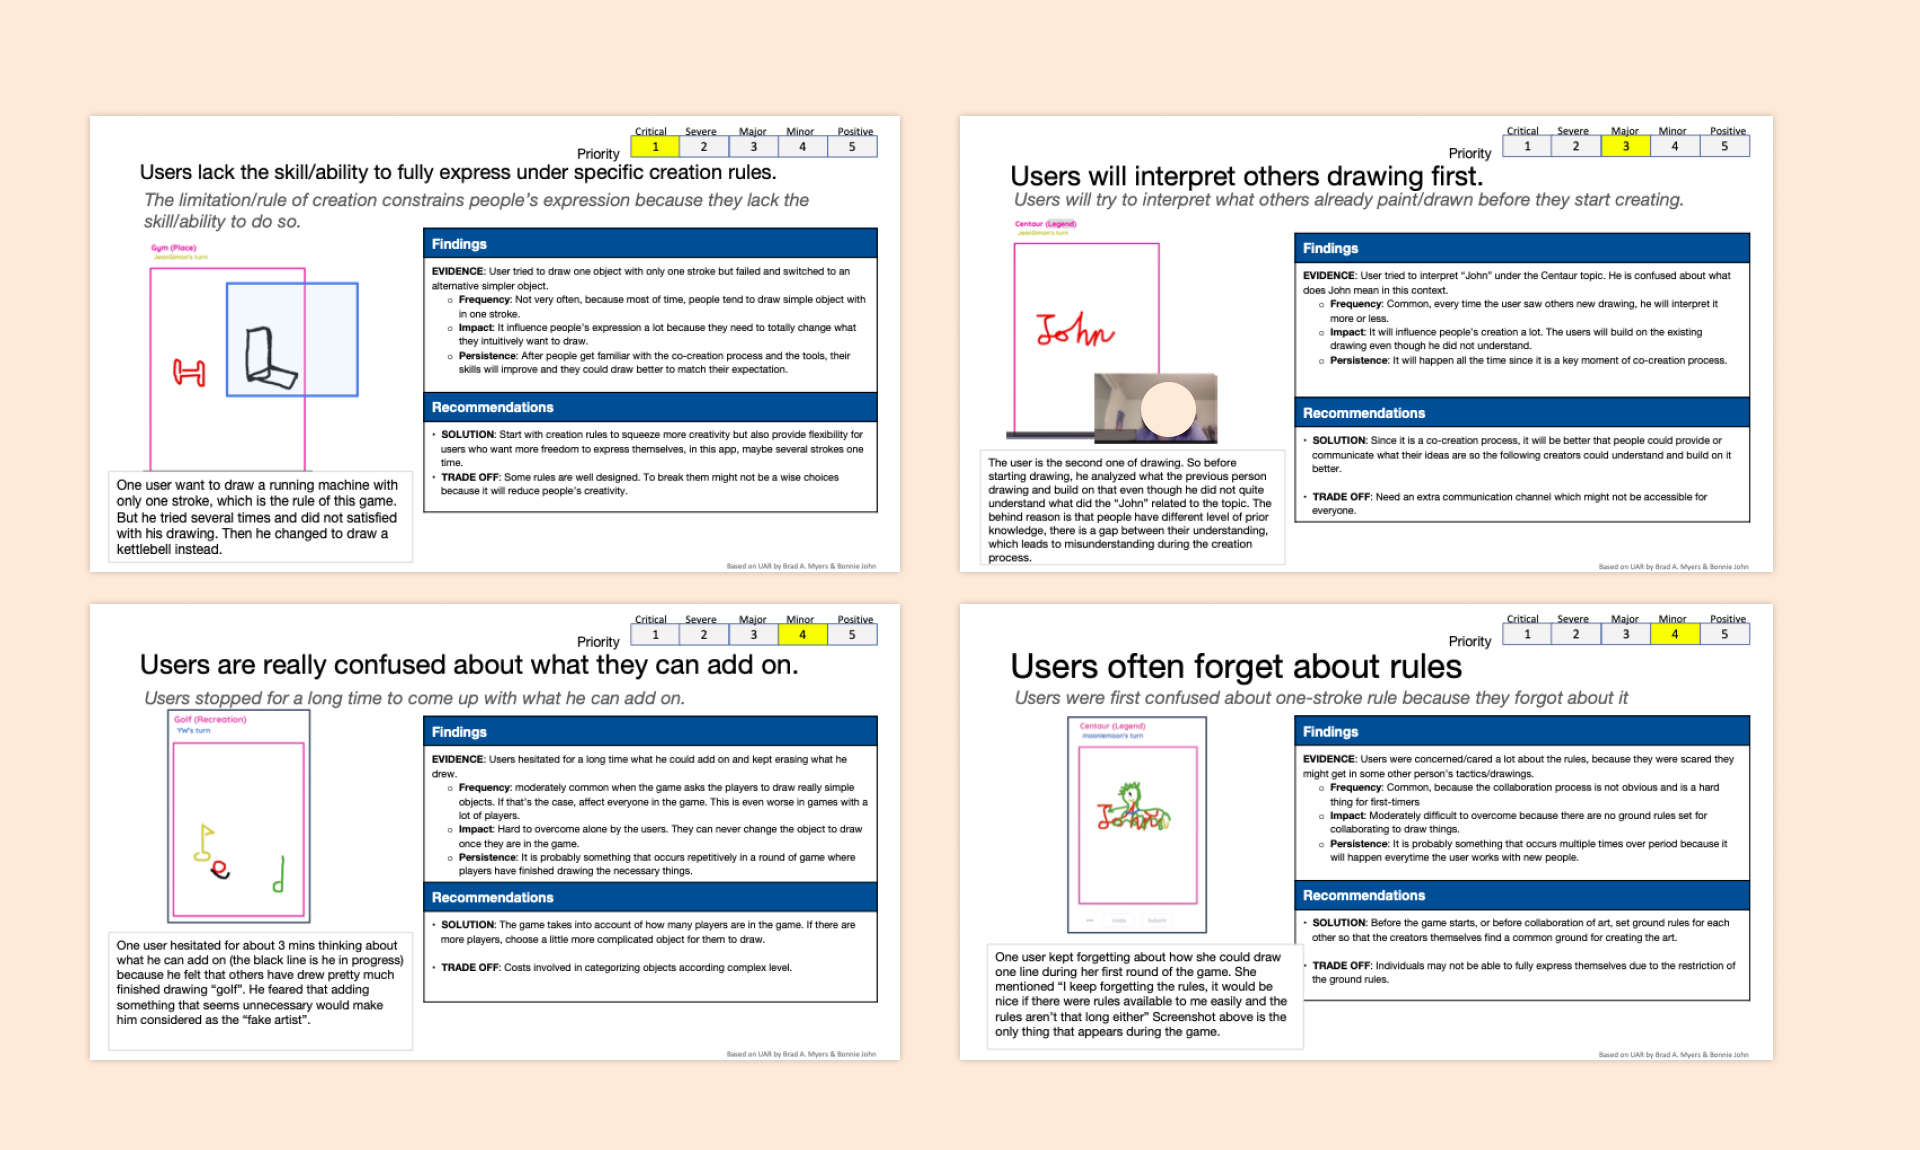 Critical Severe Major Minor Positive
Priority 1 2 3 4 5
Users lack the skill/ability to fully express under specific creation rules.
The limitation/rule of creation constrains people's expression because they lack the
skill/ability to do so.
Gym (Place)
JeanSimon's turn
One user want to draw a running machine with
only one stroke, which is the rule of this game.
But he tried several times and did not satisfied
with his drawing. Then he changed to draw a
kettlebell instead.
Findings
EVIDENCE: User tried to draw one object with only one stroke but failed and switched to an
alternative simpler object.
o Frequency: Not very often, because most of time, people tend to draw simple object with
in one stroke.
o Impact: It influence people's expression a lot because they need to totally change what
they intuitively want to draw.
o Persistence: After people get familiar with the co-creation process and the tools, their
skills will improve and they could draw better to match their expectation.
Recommendations
• SOLUTION: Start with creation rules to squeeze more creativity but also provide flexibility for
users who want more freedom to express themselves, in this app, maybe several strokes one
time.
• TRADE OFF: Some rules are well designed. To break them might not be a wise choices
because it will reduce people's creativity.
Based on UAR by Brad A. Myers & Bonnie John
Critical Severe Major Minor Positive
Priority 1 2 3 4 5
Users will interpret others drawing first.
Users will try to interpret what others already paint/drawn before they start creating.
Centaur (Legend)
JeanSimon's turn
John
The user is the second one of drawing. So before
starting drawing, he analyzed what the previous person
drawing and build on that even though he did not quite
understand what did the "John" related to the topic. The
behind reason is that people have different level of prior
knowledge, there is a gap between their understanding,
which leads to misunderstanding during the creation
process.
Findings
EVIDENCE: User tried to interpret "John" under the Centaur topic. He is confused about what
does John mean in this context.
o Frequency: Common, every time the user saw others new drawing, he will interpret it
more or less.
o Impact: It will influence people's creation a lot. The users will build on the existing
drawing even though he did not understand.
o Persistence: It will happen all the time since it is a key moment of co-creation process.
Recommendations
• SOLUTION: Since it is a co-creation process, it will be better that people could provide or
communicate what their ideas are so the following creators could understand and build on it
better.
• TRADE OFF: Need an extra communication channel which might not be accessible for
everyone.
Based on UAR by Brad A. Myers & Bonnie John
Critical Severe Major Minor Positive
Priority 1 2 3 4 5
Users are really confused about what they can add on.
Users stopped for a long time to come up with what he can add on.
Golf (Recreation)
YW's turn
One user hesitated for about 3 mins thinking about
what he can add on (the black line is he in progress)
because he felt that others have drew pretty much
finished drawing "golf". He feared that adding
something that seems unnecessary would make
him considered as the "fake artist".
Findings
EVIDENCE: Users hesitated for a long time what he could add on and kept erasing what he
drew.
o Frequency: moderately common when the game asks the players to draw really simple
objects. If that's the case, affect everyone in the game. This is even worse in games with a
lot of players.
o Impact: Hard to overcome alone by the users. They can never change the object to draw
once they are in the game.
o Persistence: It is probably something that occurs repetitively in a round of game where
players have finished drawing the necessary things.
Recommendations
• SOLUTION: The game takes into account of how many players are in the game. If there are
more players, choose a little more complicated object for them to draw.
• TRADE OFF: Costs involved in categorizing objects according complex level.
Based on UAR by Brad A. Myers & Bonnie John
Critical Severe Major Minor Positive
Priority 1 2 3 4 5
Users often forget about rules
Users were first confused about one-stroke rule because they forgot about it
Centaur (Legend)
mooniemoon's turn
John
Undo Submit
One user kept forgetting about how she could draw
one line during her first round of the game. She
mentioned "I keep forgetting the rules, it would be
nice if there were rules available to me easily and the
rules aren't that long either" Screenshot above is the
only thing that appears during the game.
Findings
EVIDENCE: Users were concerned/cared a lot about the rules, because they were scared they
might get in some other person's tactics/drawings.
o Frequency: Common, because the collaboration process is not obvious and is a hard
thing for first-timers
o Impact: Moderately difficult to overcome because there are no ground rules set for
collaborating to draw things.
o Persistence: It is probably something that occurs multiple times over period because it
will happen everytime the user works with new people.
Recommendations
• SOLUTION: Before the game starts, or before collaboration of art, set ground rules for each
other so that the creators themselves find a common ground for creating the art.
• TRADE OFF: Individuals may not be able to fully express themselves due to the restriction of
the ground rules.
Based on UAR by Brad A. Myers & Bonnie John